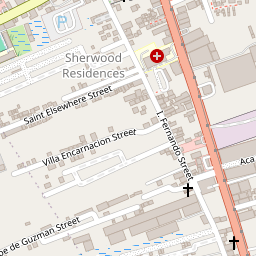 P
Sherwood
Residences
Saint Elsewhere Street
I. Fernando Street
Villa Encarnacion Street
Aca
pe de Guzman Street